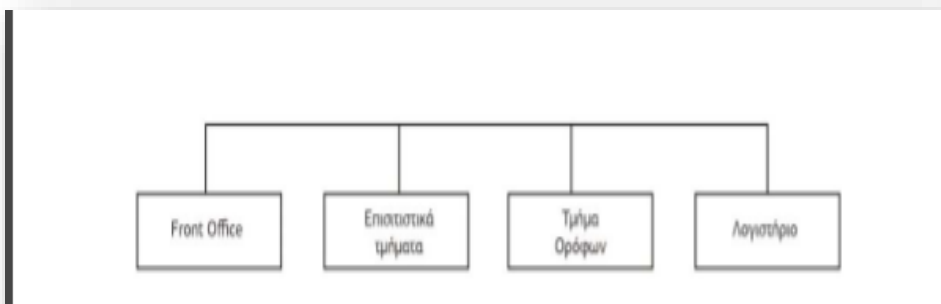 Front Office
Επισιτιστικά
τμήματα
Τμήμα
Ορόφων
Λογιστήριο